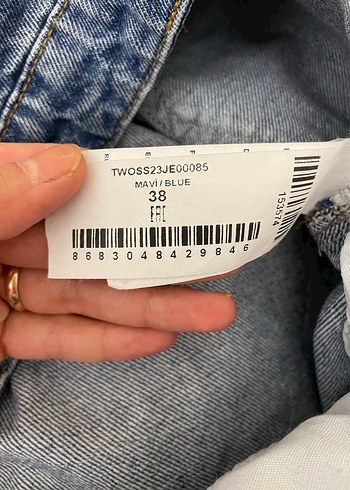 TWOSS23JE00085
MAVİ / BLUE
38
EAC
8683048429846
153574